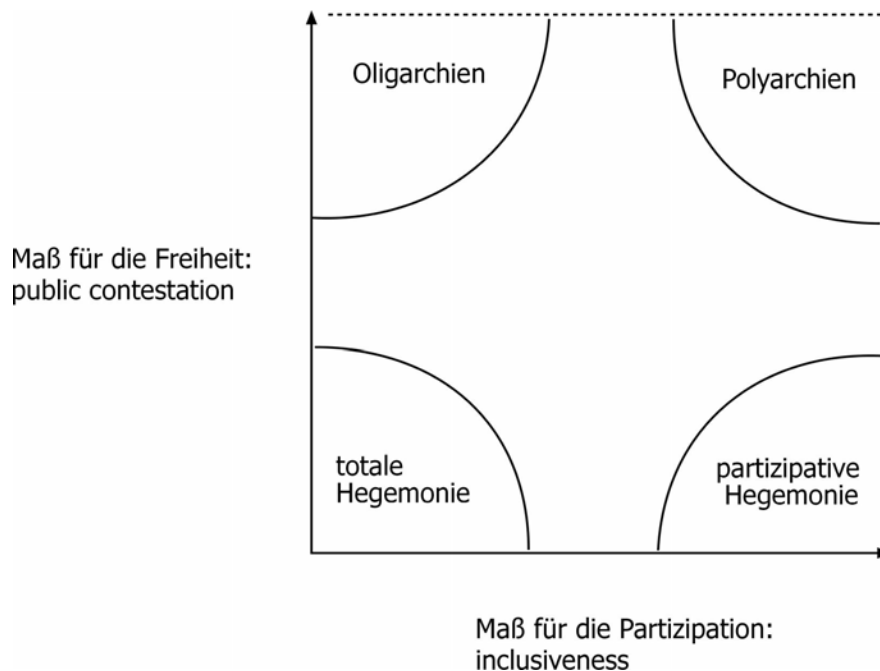 Oligarchien
Polyarchien
Maß für die Freiheit:
public contestation
totale
Hegemonie
partizipative
Hegemonie
Maß für die Partizipation:
inclusiveness